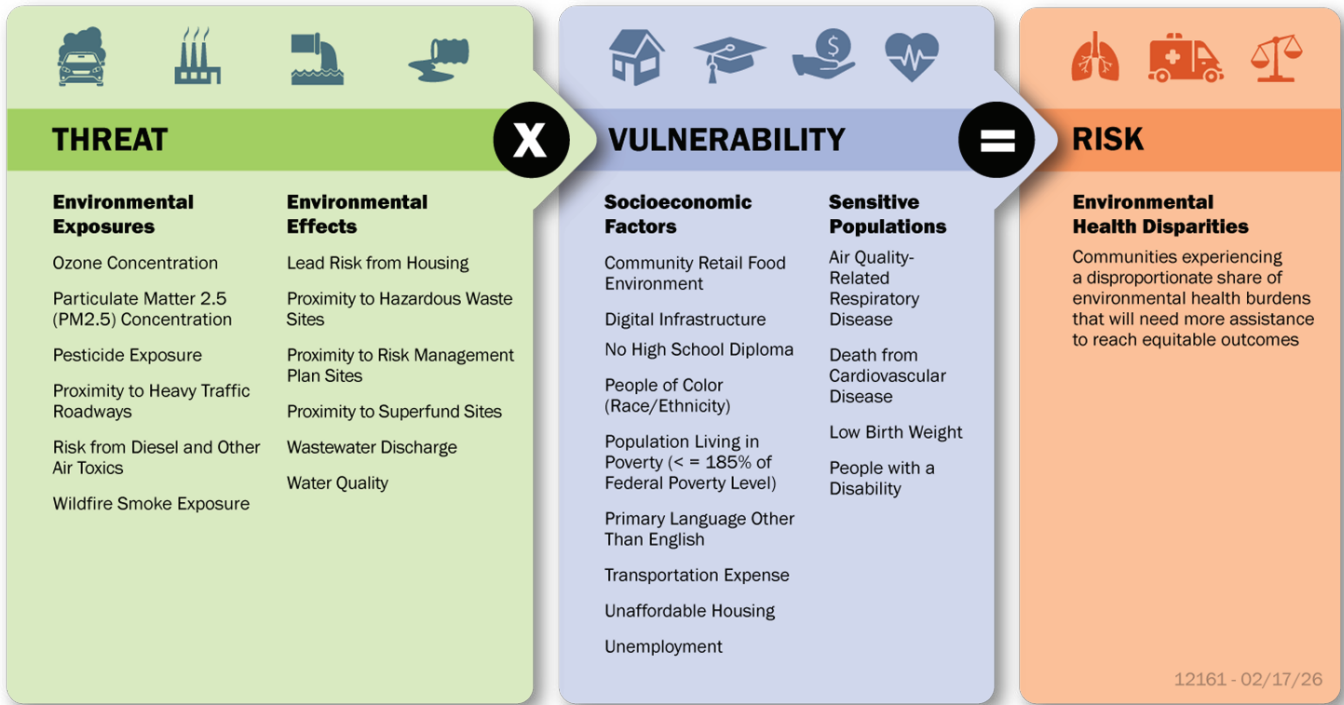 THREAT
X
VULNERABILITY
=
RISK
Environmental
Exposures
Ozone Concentration
Particulate Matter 2.5
(PM2.5) Concentration
Pesticide Exposure
Proximity to Heavy Traffic
Roadways
Risk from Diesel and Other
Air Toxics
Wildfire Smoke Exposure
Environmental
Effects
Lead Risk from Housing
Proximity to Hazardous Waste
Sites
Proximity to Risk Management
Plan Sites
Proximity to Superfund Sites
Wastewater Discharge
Water Quality
$
Socioeconomic
Factors
Community Retail Food
Environment
Digital Infrastructure
No High School Diploma
People of Color
(Race/Ethnicity)
Population Living in
Poverty (< = 185% of
Federal Poverty Level)
Primary Language Other
Than English
Transportation Expense
Unaffordable Housing
Unemployment
Sensitive
Populations
Air Quality-
Related
Respiratory
Disease
Death from
Cardiovascular
Disease
Low Birth Weight
People with a
Disability
Environmental
Health Disparities
Communities experiencing
a disproportionate share of
environmental health burdens
that will need more assistance
to reach equitable outcomes
12161 - 02/17/26